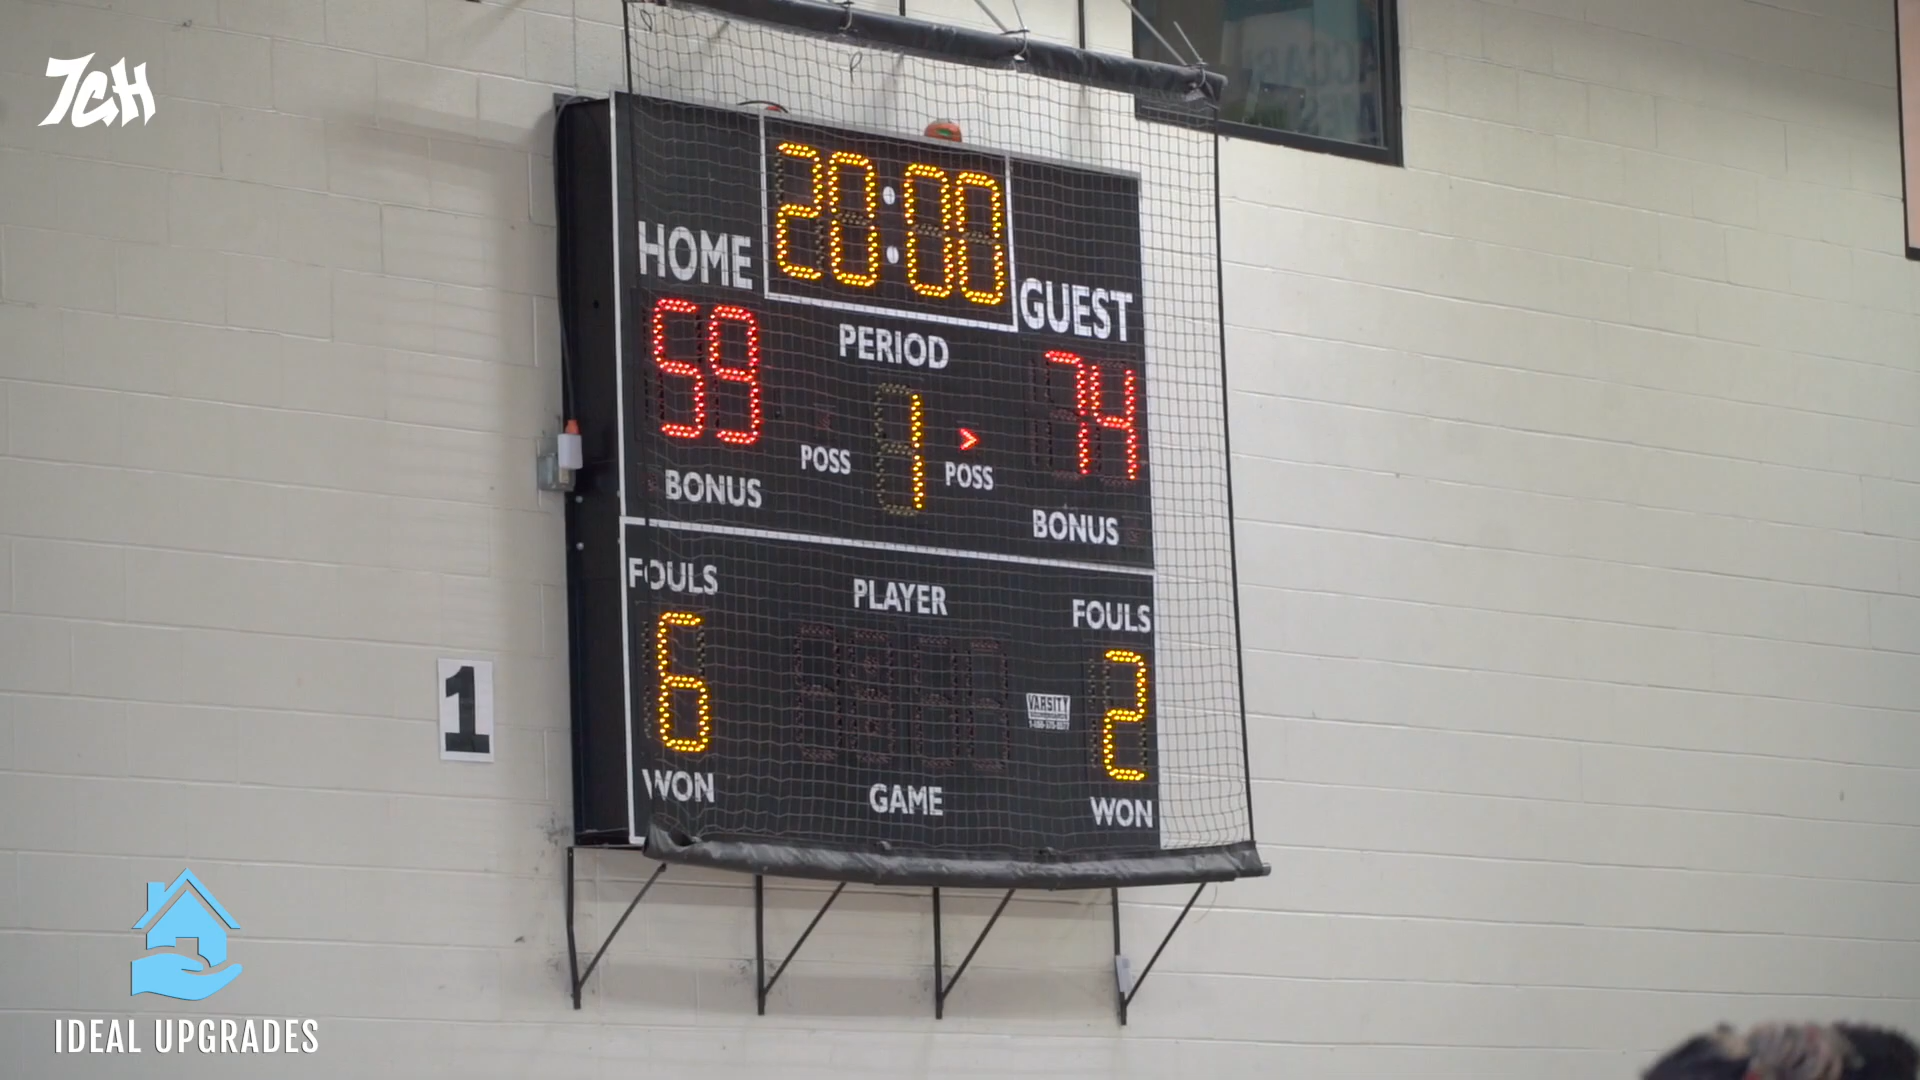 7CH
20:00
HOME
GUEST
59
PERIOD
74
1
>
POSS
POSS
BONUS
BONUS
FOULS
PLAYER
FOULS
6
2
VARSITY
1
WON
GAME
WON
IDEAL UPGRADES